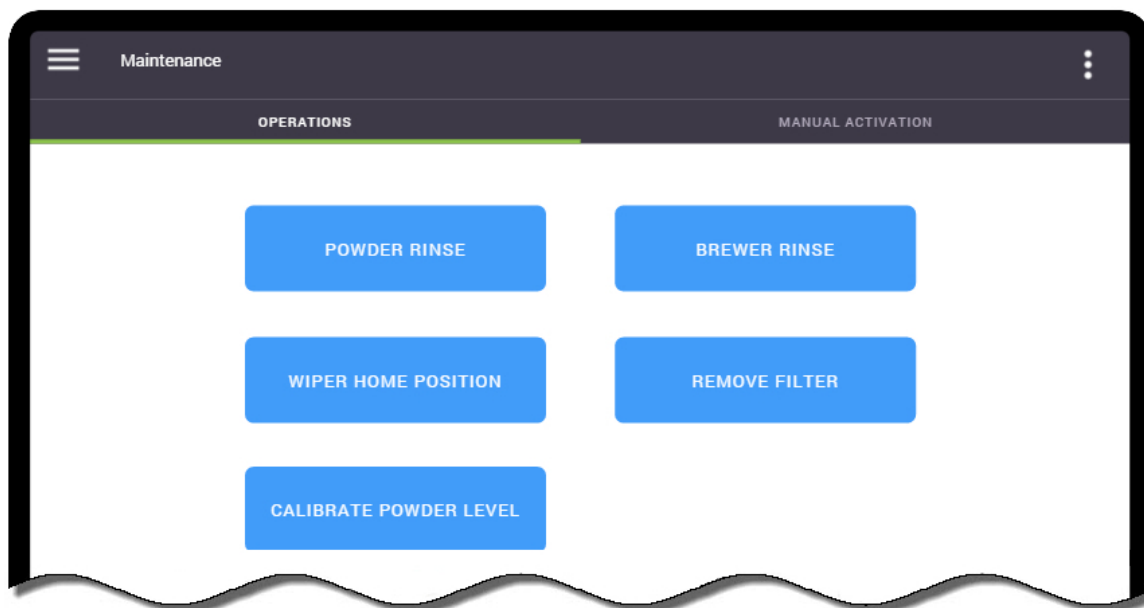 Maintenance
OPERATIONS MANUAL ACTIVATION
POWDER RINSE BREWER RINSE
WIPER HOME POSITION REMOVE FILTER
CALIBRATE POWDER LEVEL